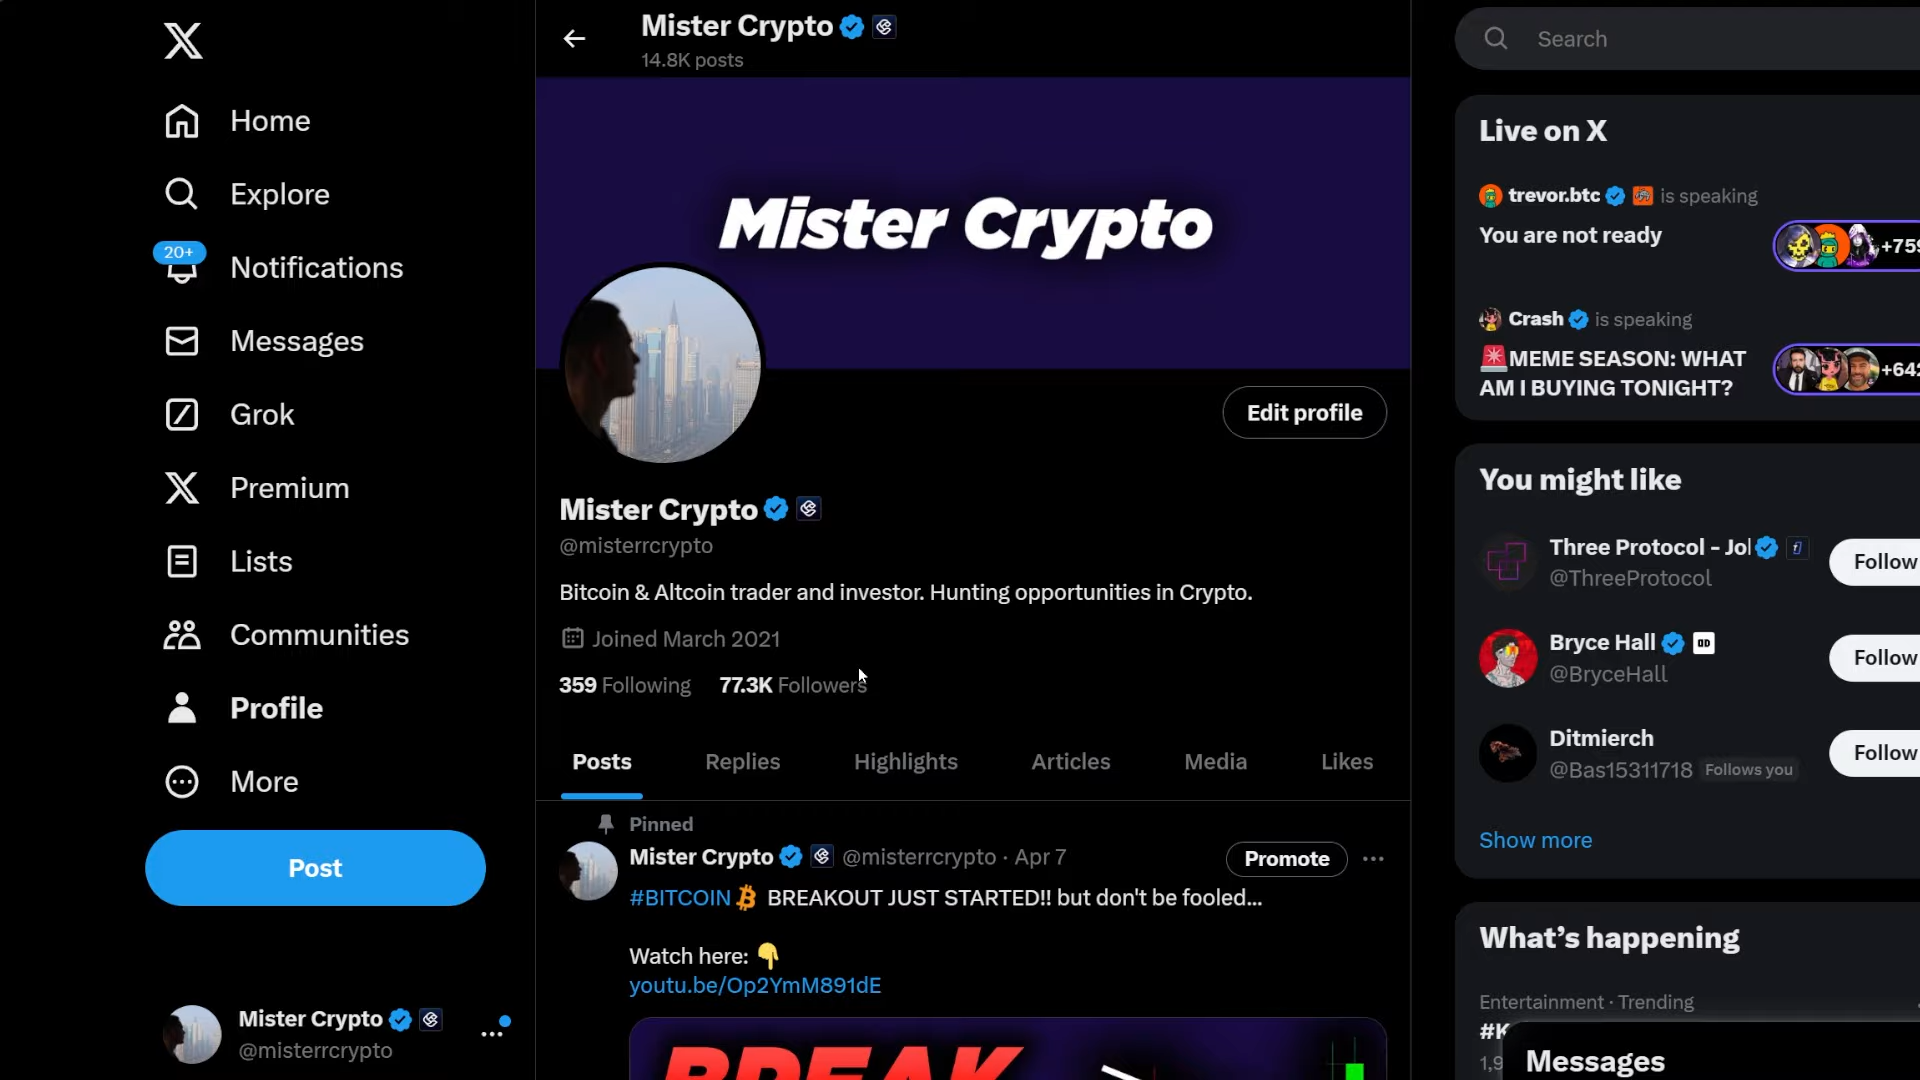 Home
Explore
20+
Notifications
Messages
Grok
Premium
Lists
Communities
Profile
More
Post
Mister Crypto
@misterrcrypto
Mister Crypto
14.8K posts
Mister Crypto
Edit profile
Mister Crypto
@misterrcrypto
Bitcoin & Altcoin trader and investor. Hunting opportunities in Crypto.
Joined March 2021
359 Following 77.3K Followers
Posts Replies Highlights Articles Media Likes
Pinned
Mister Crypto @misterrcrypto · Apr 7
Promote
#BITCOIN BREAKOUT JUST STARTED!! but don't be fooled...
Watch here: 👇
youtu.be/Op2YmM891dE
BREAK
Search
Live on X
trevor.btc is speaking
You are not ready
+759
Crash is speaking
🚨MEME SEASON: WHAT
AM I BUYING TONIGHT?
+642
You might like
Three Protocol - Jol
@ThreeProtocol
Follow
Bryce Hall
@BryceHall
Follow
Ditmierch
@Bas15311718 Follows you
Follow
Show more
What's happening
Entertainment · Trending
Messages